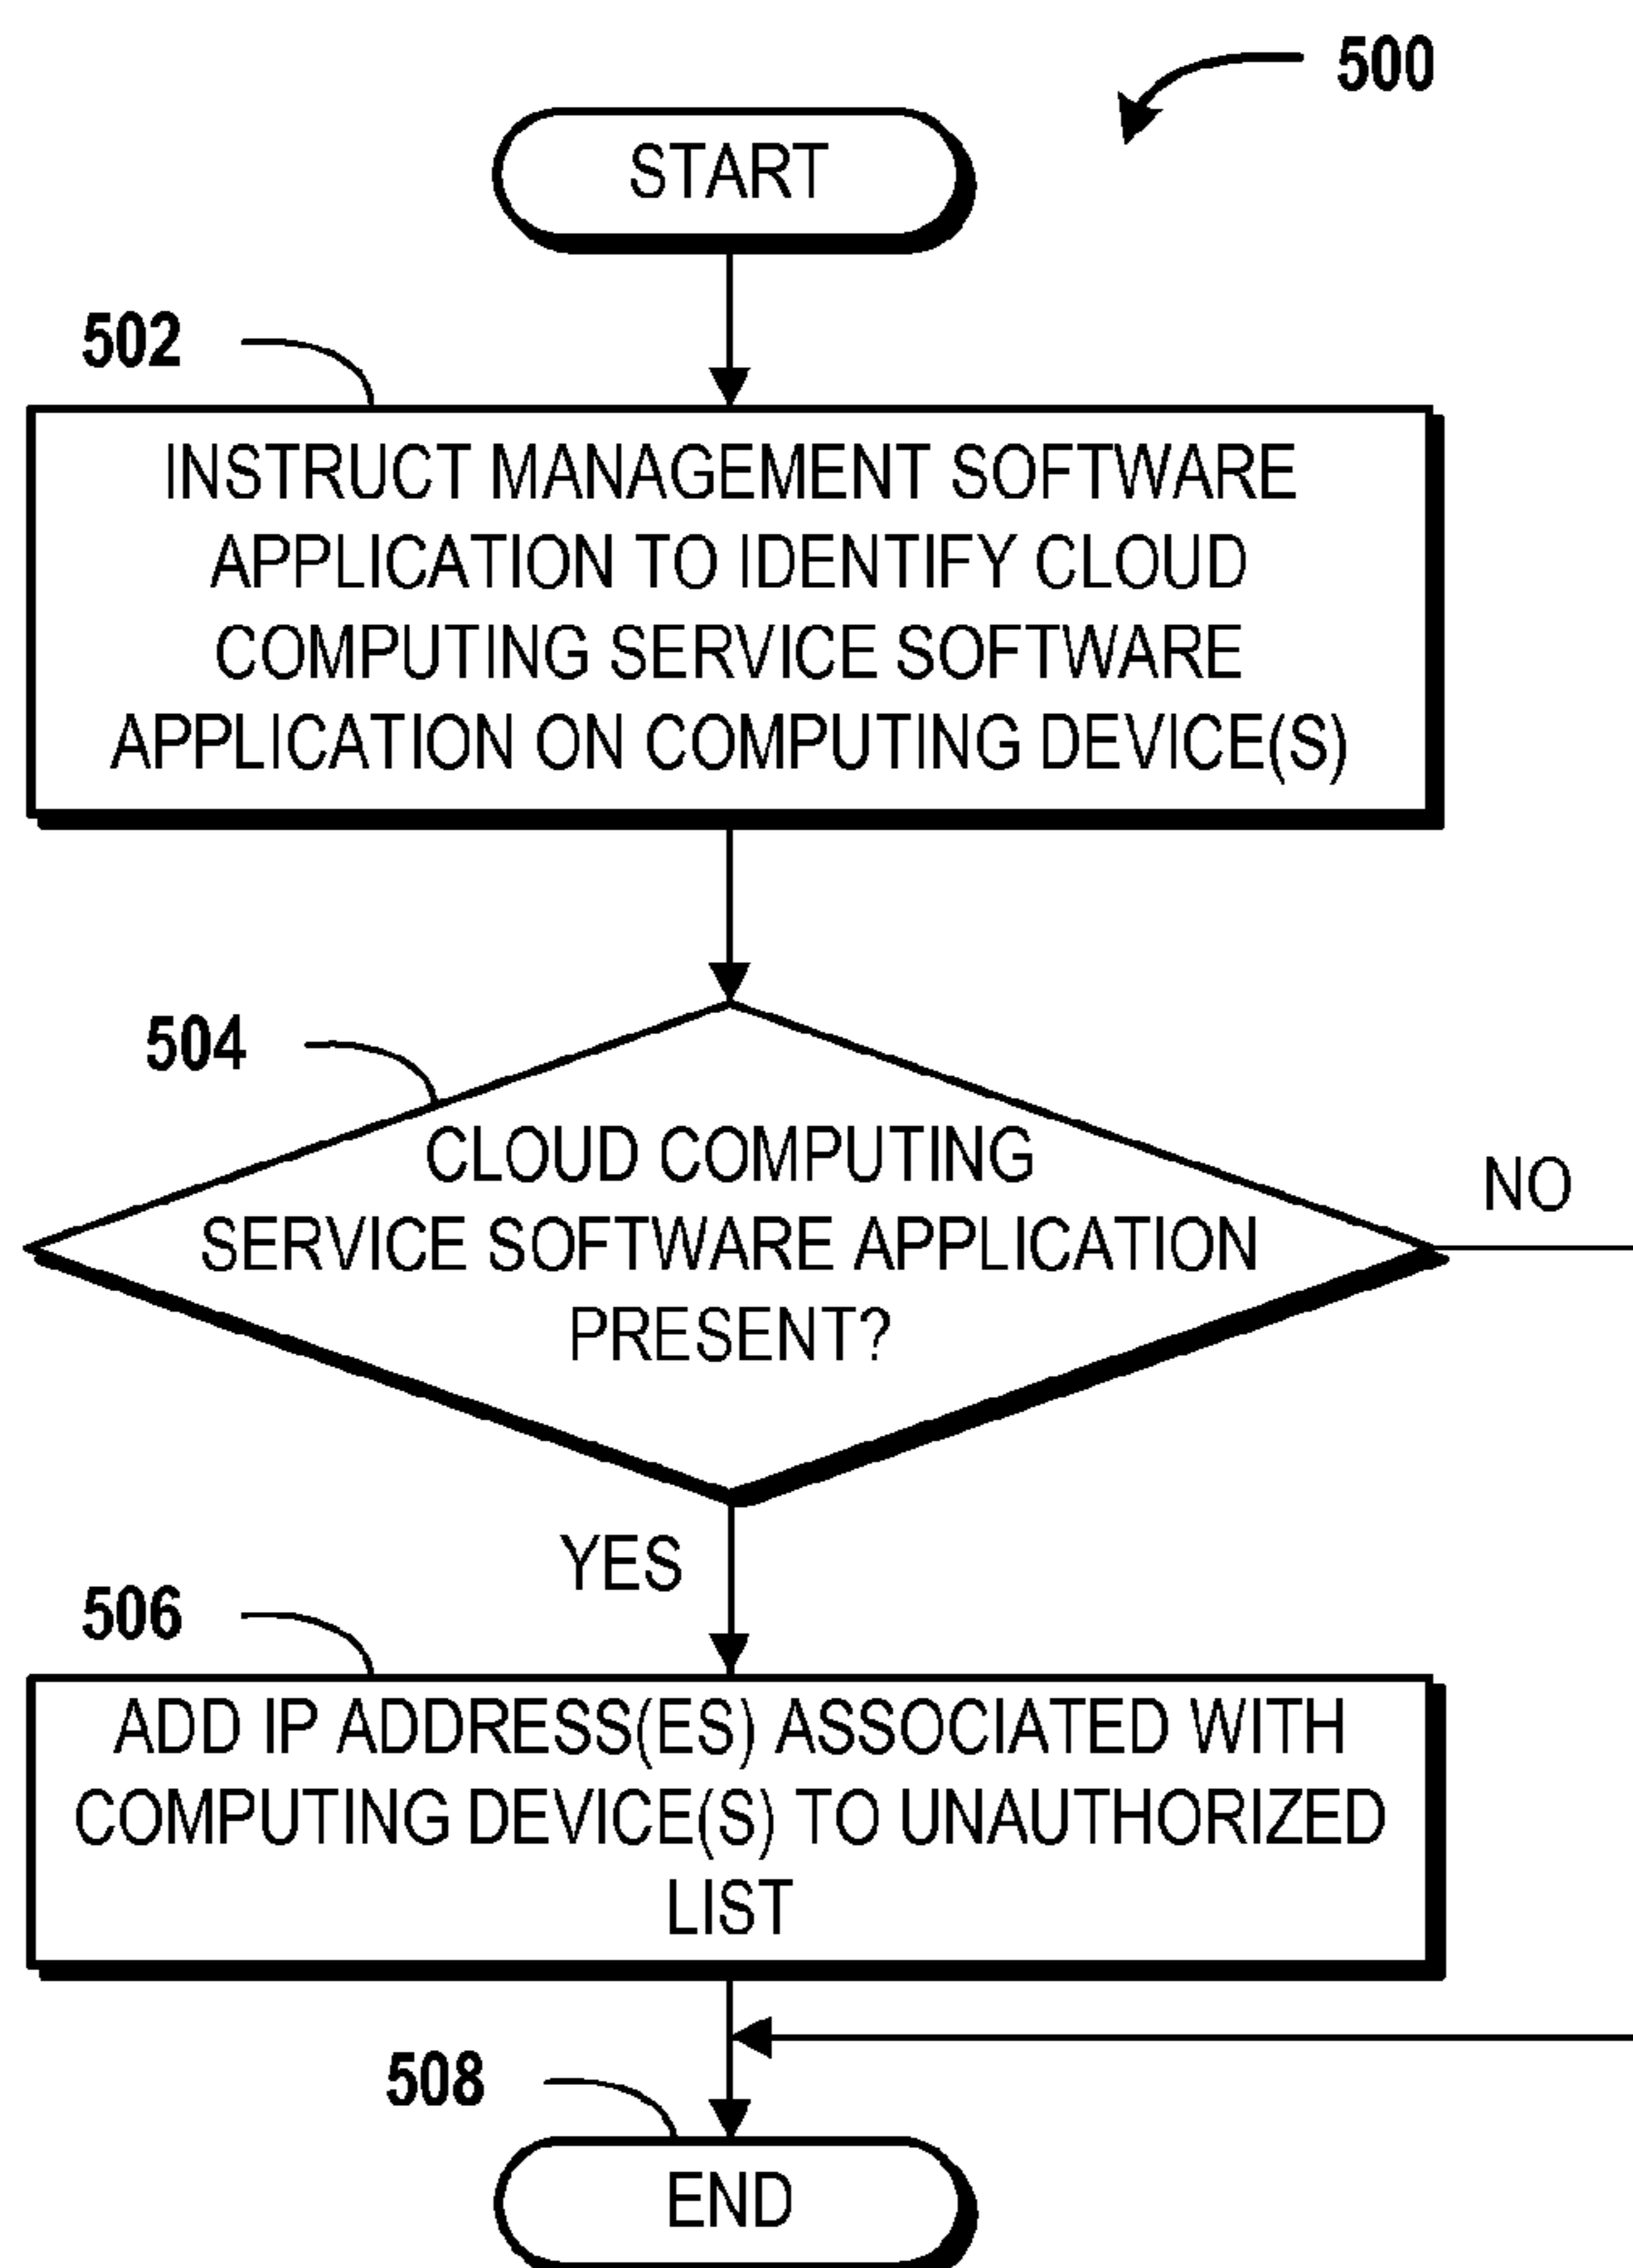 500
START
502
INSTRUCT MANAGEMENT SOFTWARE
APPLICATION TO IDENTIFY CLOUD
COMPUTING SERVICE SOFTWARE
APPLICATION ON COMPUTING DEVICE(S)
504
CLOUD COMPUTING
SERVICE SOFTWARE APPLICATION
PRESENT?
NO
YES
506
ADD IP ADDRESS(ES) ASSOCIATED WITH
COMPUTING DEVICE(S) TO UNAUTHORIZED
LIST
508
END